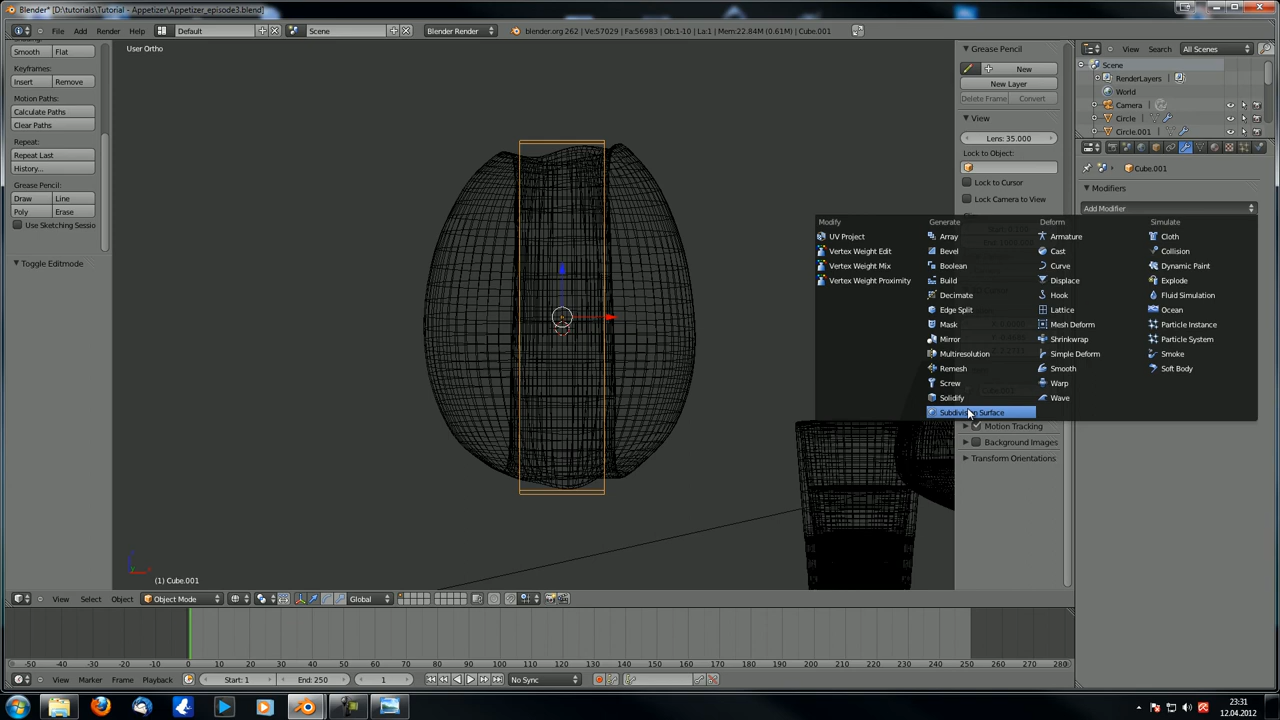 Blender* [D:\tutorials\Tutorial - Appetizer\Appetizer_episode3.blend]
File Add Render Help Default Scene Blender Render blender.org 262 | Ve:57029 | Fa:56983 | Ob:1-10 | La:1 | Mem:22.84M (0.61M) | Cube.001
Smooth Flat
Keyframes:
Insert Remove
Motion Paths:
Calculate Paths
Clear Paths
Repeat:
Repeat Last
History...
Grease Pencil:
Draw Line
Poly Erase
Use Sketching Sessio
Toggle Editmode
User Ortho
(1) Cube.001
Grease Pencil
New
New Layer
Delete Frame Convert
View
Lens: 35.000
Lock to Object:
Lock to Cursor
Lock Camera to View
View Search All Scenes
Scene
RenderLayers
World
Camera
Circle
Circle.001
Cube.001
Modifiers
Add Modifier
Modify
UV Project
Vertex Weight Edit
Vertex Weight Mix
Vertex Weight Proximity
Generate
Array
Bevel
Boolean
Build
Decimate
Edge Split
Mask
Mirror
Multiresolution
Remesh
Screw
Solidify
Subdivision Surface
Deform
Armature
Cast
Curve
Displace
Hook
Lattice
Mesh Deform
Shrinkwrap
Simple Deform
Smooth
Warp
Wave
Simulate
Cloth
Collision
Dynamic Paint
Explode
Fluid Simulation
Ocean
Particle Instance
Particle System
Smoke
Soft Body
Motion Tracking
Background Images
Transform Orientations
View Select Object Object Mode Global
-50 -40 -30 -20 -10 0 10 20 30 40 50 60 70 80 90 100 110 120 130 140 150 160 170 180 190 200 210 220 230 240 250 260 270 280
View Marker Frame Playback Start: 1 End: 250 1 No Sync
23:31
12.04.2012